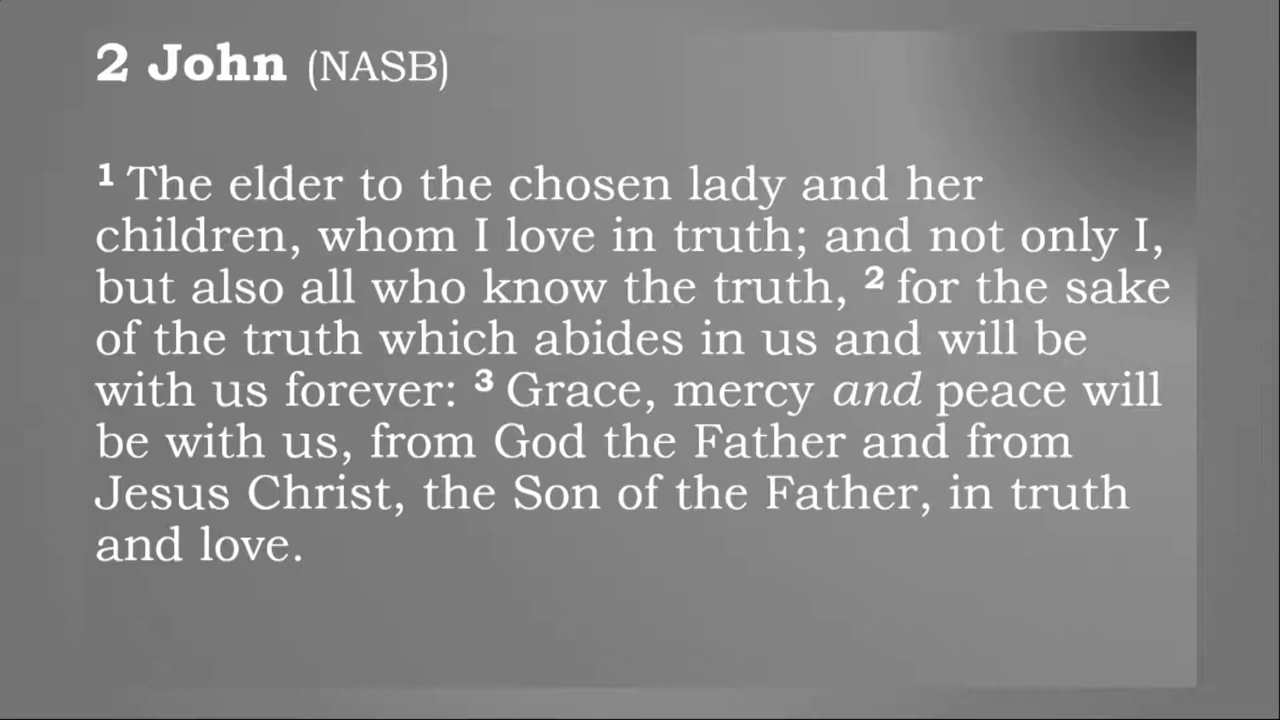 2 John (NASB)
1 The elder to the chosen lady and her
children, whom I love in truth; and not only I,
but also all who know the truth, 2 for the sake
of the truth which abides in us and will be
with us forever: 3 Grace, mercy and peace will
be with us, from God the Father and from
Jesus Christ, the Son of the Father, in truth
and love.